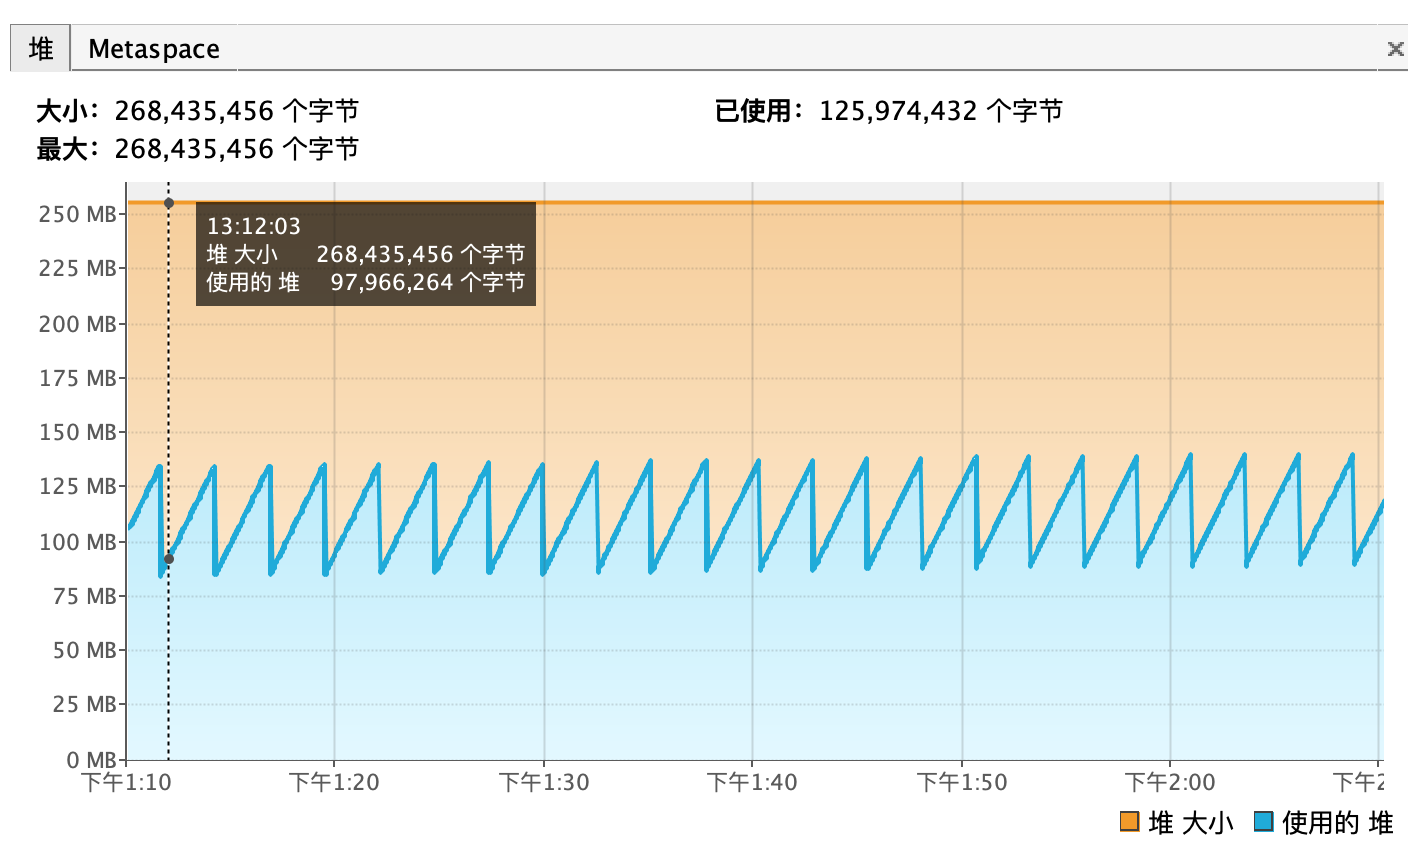 堆 Metaspace
大小: 268,435,456 个字节 已使用: 125,974,432 个字节
最大: 268,435,456 个字节
250 MB
13:12:03
堆 大小 268,435,456 个字节
225 MB
使用的 堆 97,966,264 个字节
200 MB
175 MB
150 MB
125 MB
100 MB
75 MB
50 MB
25 MB
0 MB
下午1:10 下午1:20 下午1:30 下午1:40 下午1:50 下午2:00 下午2
堆 大小 使用的 堆